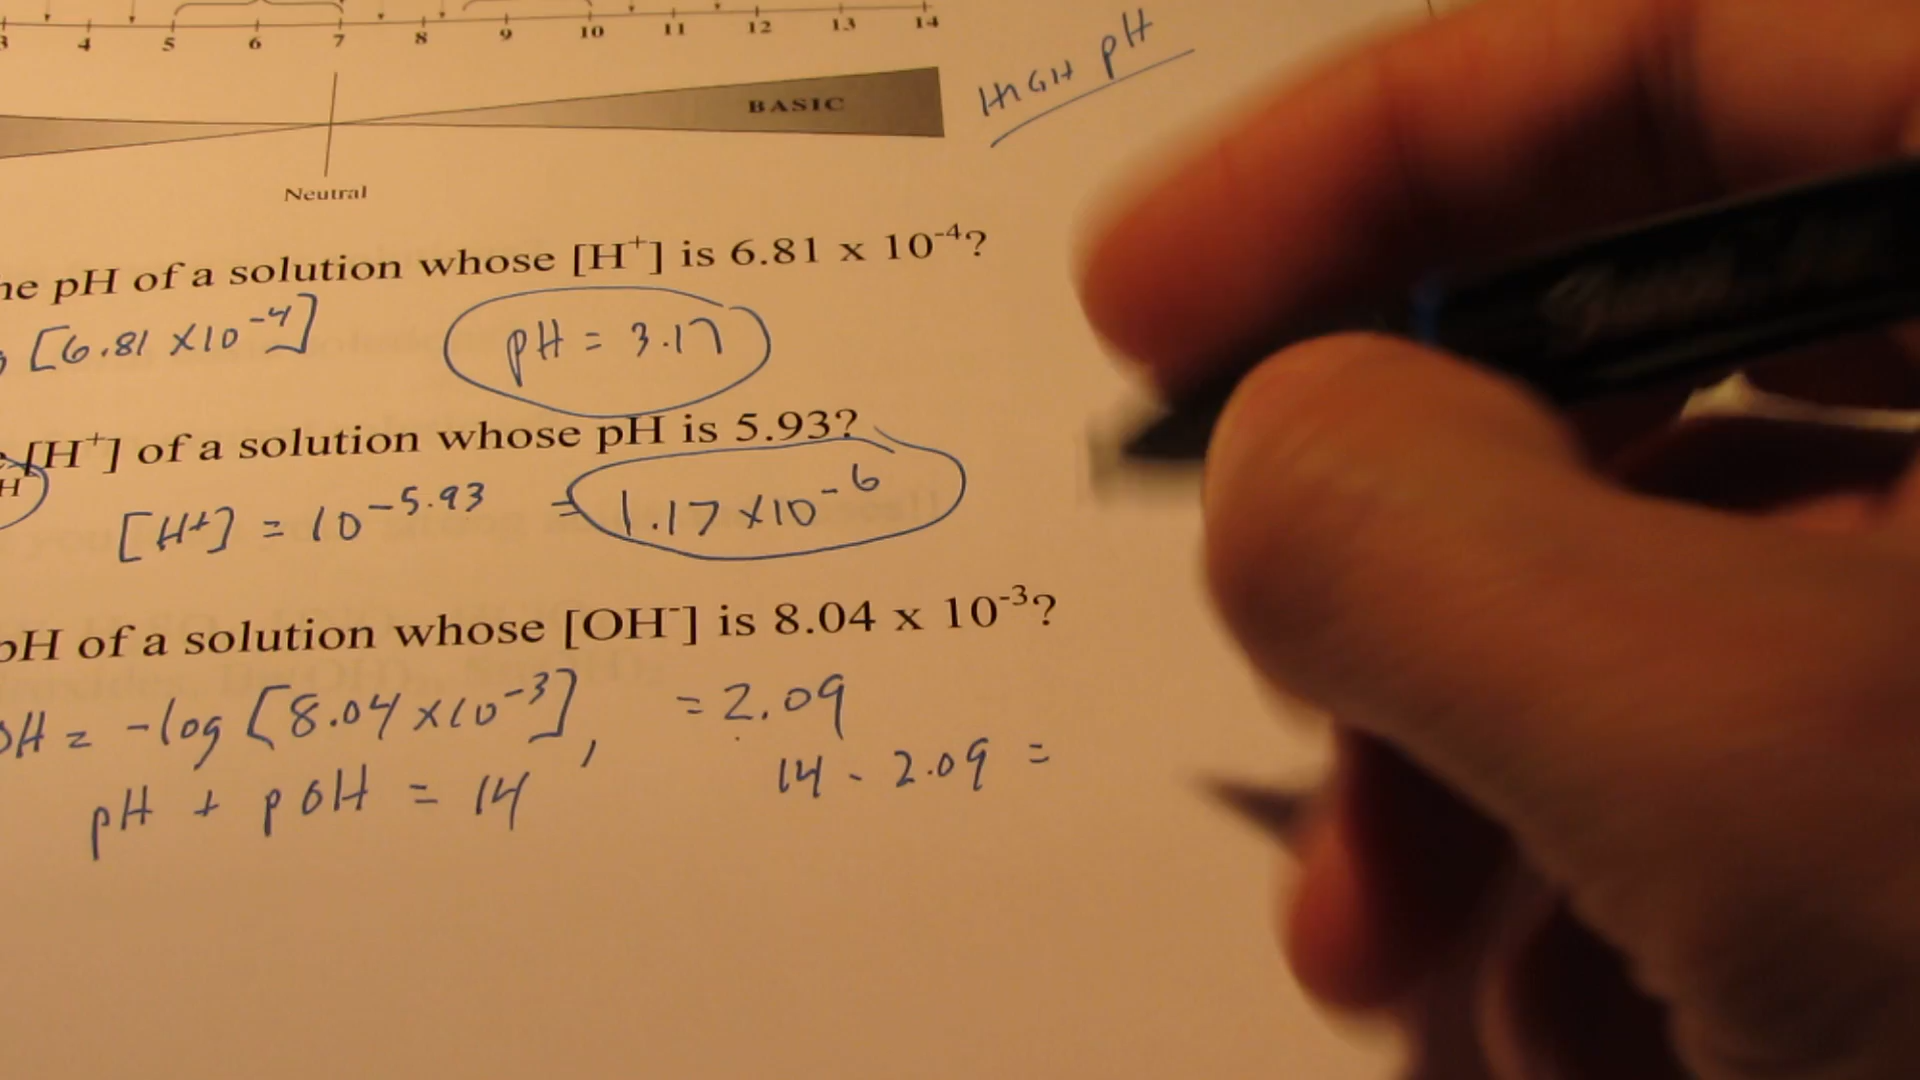 3 4 5 6 7 8 9 10 11 12 13 14
HIGH pH
BASIC
Neutral
he pH of a solution whose [H⁺] is 6.81 x 10⁻⁴?
[6.81 x10⁻⁴] pH = 3.17
[H⁺] of a solution whose pH is 5.93?
H
[H⁺] = 10⁻⁵·⁹³ = 1.17 x10⁻⁶
pH of a solution whose [OH⁻] is 8.04 x 10⁻³?
OH = -log [8.04 x10⁻³], = 2.09
14 - 2.09 =
pH + pOH = 14